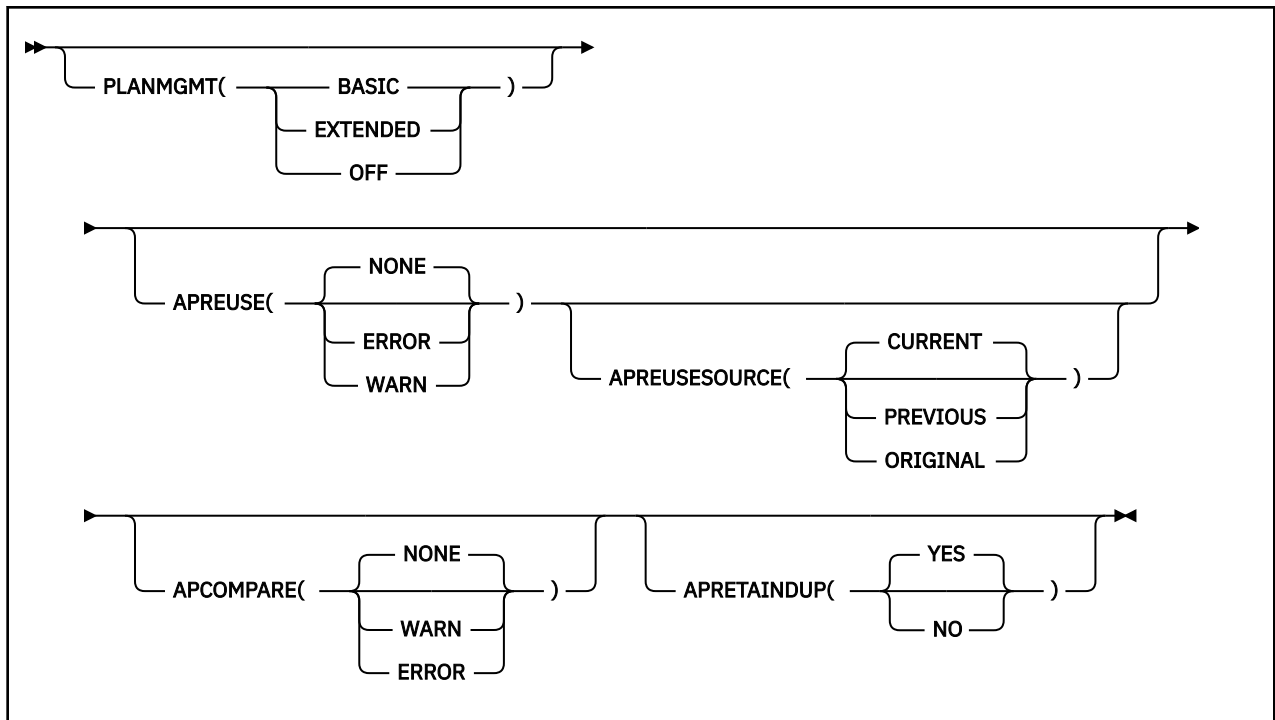 PLANMGMT( BASIC )
EXTENDED
OFF
NONE
APREUSE( )
ERROR
WARN
CURRENT
APREUSESOURCE( )
PREVIOUS
ORIGINAL
NONE
APCOMPARE( )
WARN
ERROR
YES
APRETAINDUP( )
NO